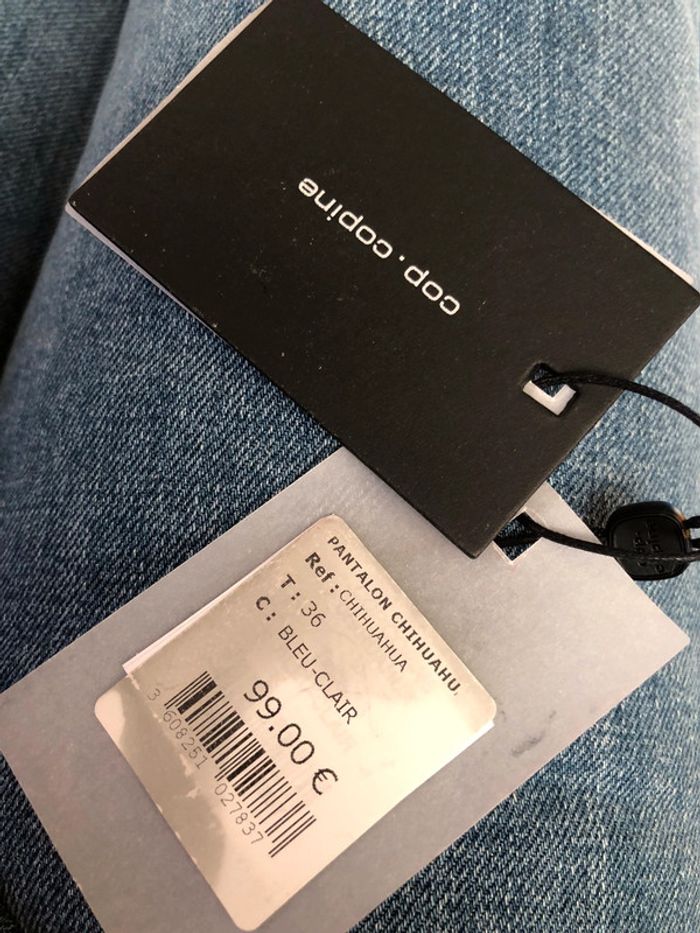 cop.copine
PANTALON CHIHUAHU.
Ref : CHIHUAHUA
T : 36
C : BLEU-CLAIR
99.00 €
3 608251 027837